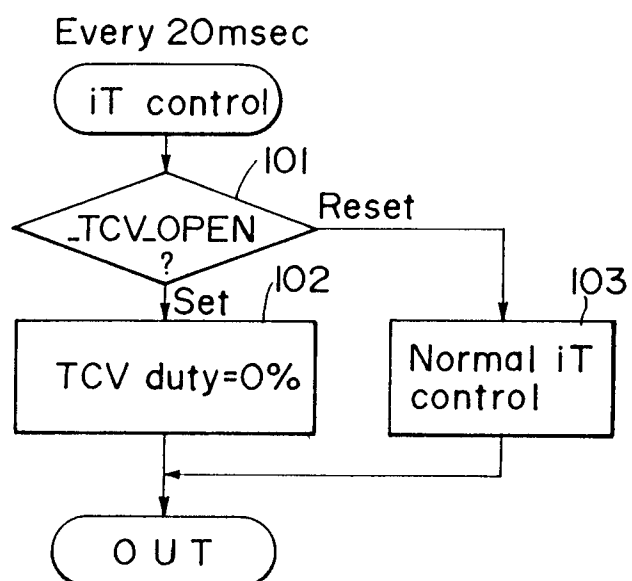 Every 20msec
iT control
101
_TCV_OPEN
?
Reset
Set
102
TCV duty=0%
103
Normal iT
control
OUT